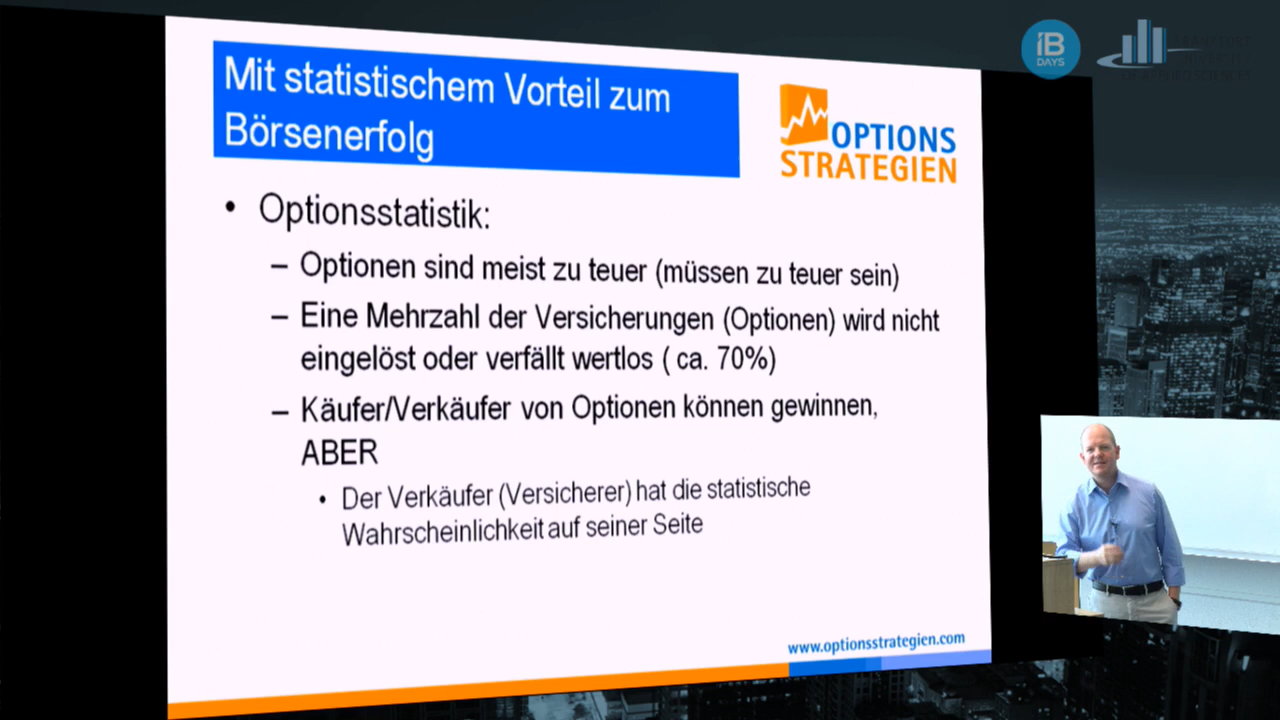 Mit statistischem Vorteil zum
Börsenerfolg
OPTIONS
STRATEGIEN
• Optionsstatistik:
– Optionen sind meist zu teuer (müssen zu teuer sein)
– Eine Mehrzahl der Versicherungen (Optionen) wird nicht
eingelöst oder verfällt wertlos ( ca. 70%)
– Käufer/Verkäufer von Optionen können gewinnen,
ABER
• Der Verkäufer (Versicherer) hat die statistische
Wahrscheinlichkeit auf seiner Seite
www.optionsstrategien.com
iB
DAYS